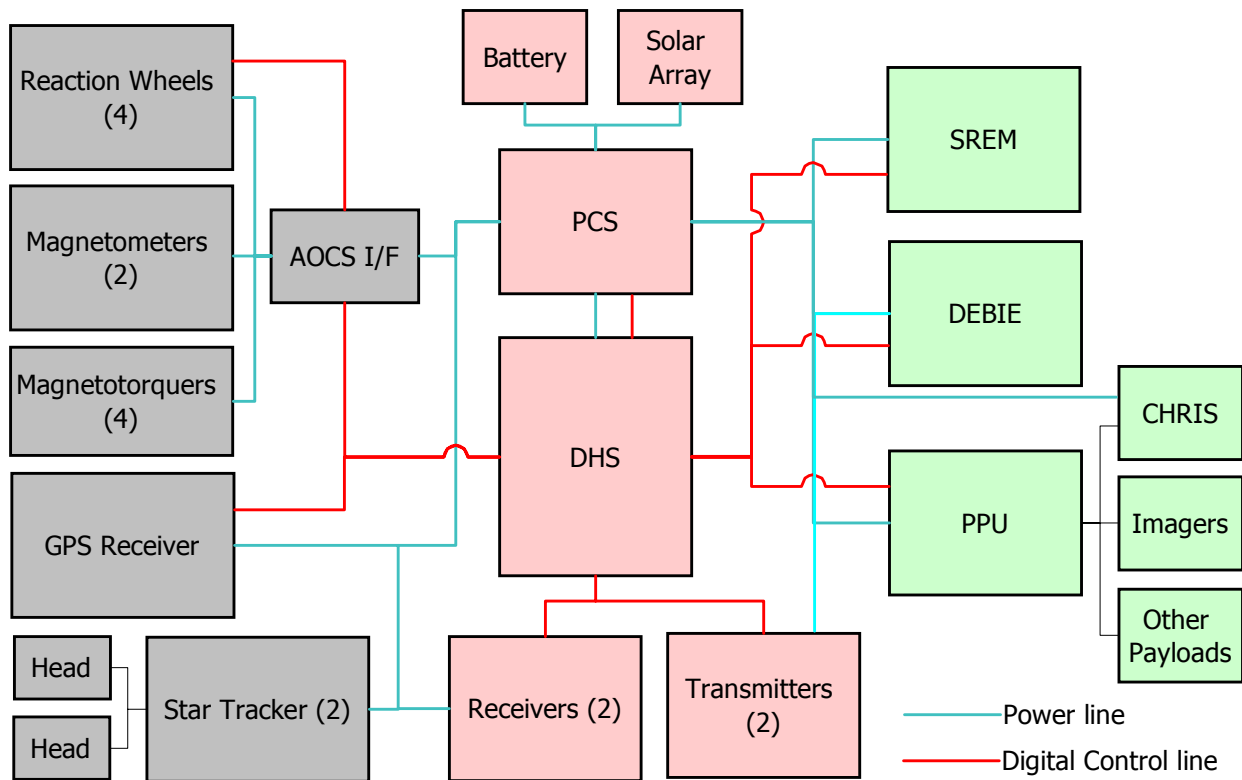 Reaction Wheels
(4)
Magnetometers
(2)
Magnetotorquers
(4)
GPS Receiver
Head
Head
Star Tracker (2)
AOCS I/F
Battery
Solar
Array
PCS
DHS
Receivers (2)
Transmitters
(2)
SREM
DEBIE
PPU
CHRIS
Imagers
Other
Payloads
Power line
Digital Control line